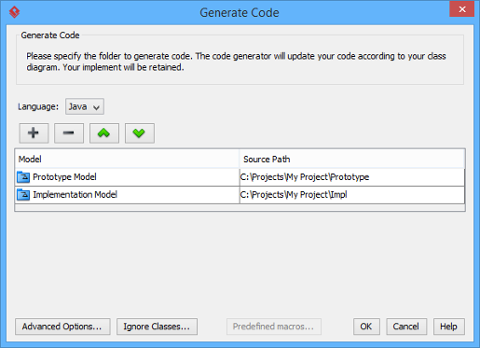 Generate Code
Generate Code
Please specify the folder to generate code. The code generator will update your code according to your class
diagram. Your implement will be retained.
Language: Java
Model Source Path
Prototype Model C:\Projects\My Project\Prototype
Implementation Model C:\Projects\My Project\Impl
Advanced Options... Ignore Classes... Predefined macros... OK Cancel Help